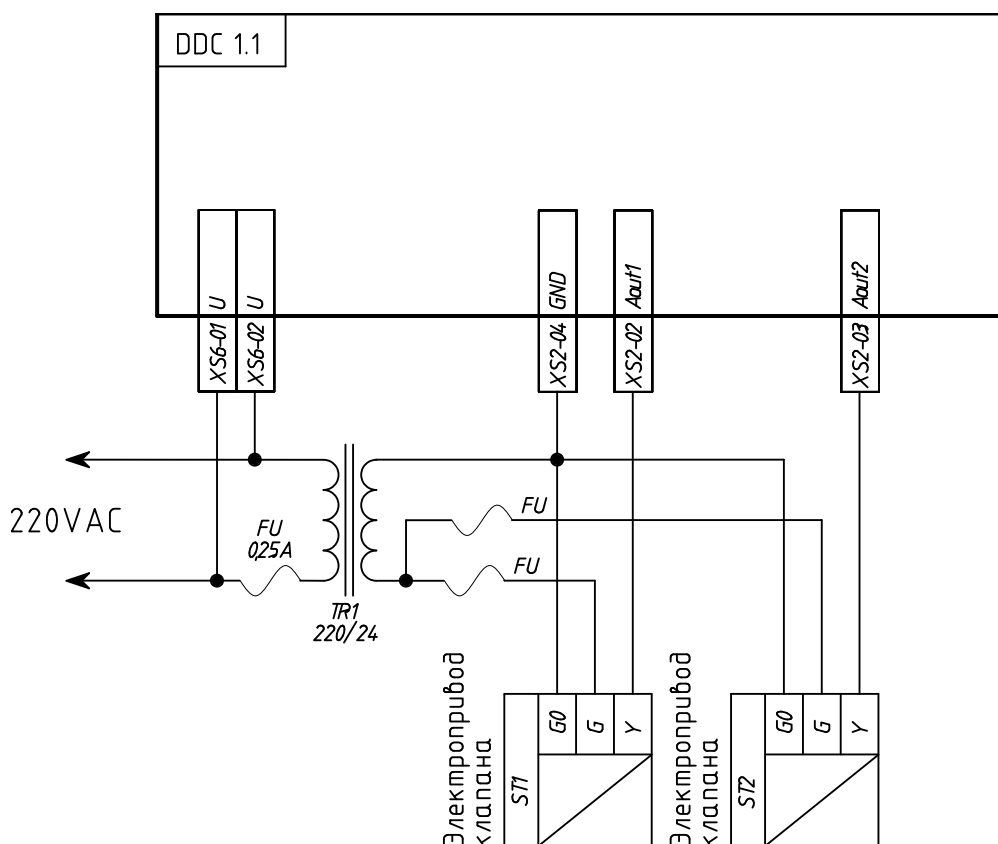 DDC 1.1
XS6-01 U
XS6-02 U
XS2-04 GND
XS2-02 Aout1
XS2-03 Aout2
220VAC
FU
0,25A
FU
FU
TR1
220/24
Электропривод
клапана
ST1
G0
G
Y
Электропривод
клапана
ST2
G0
G
Y